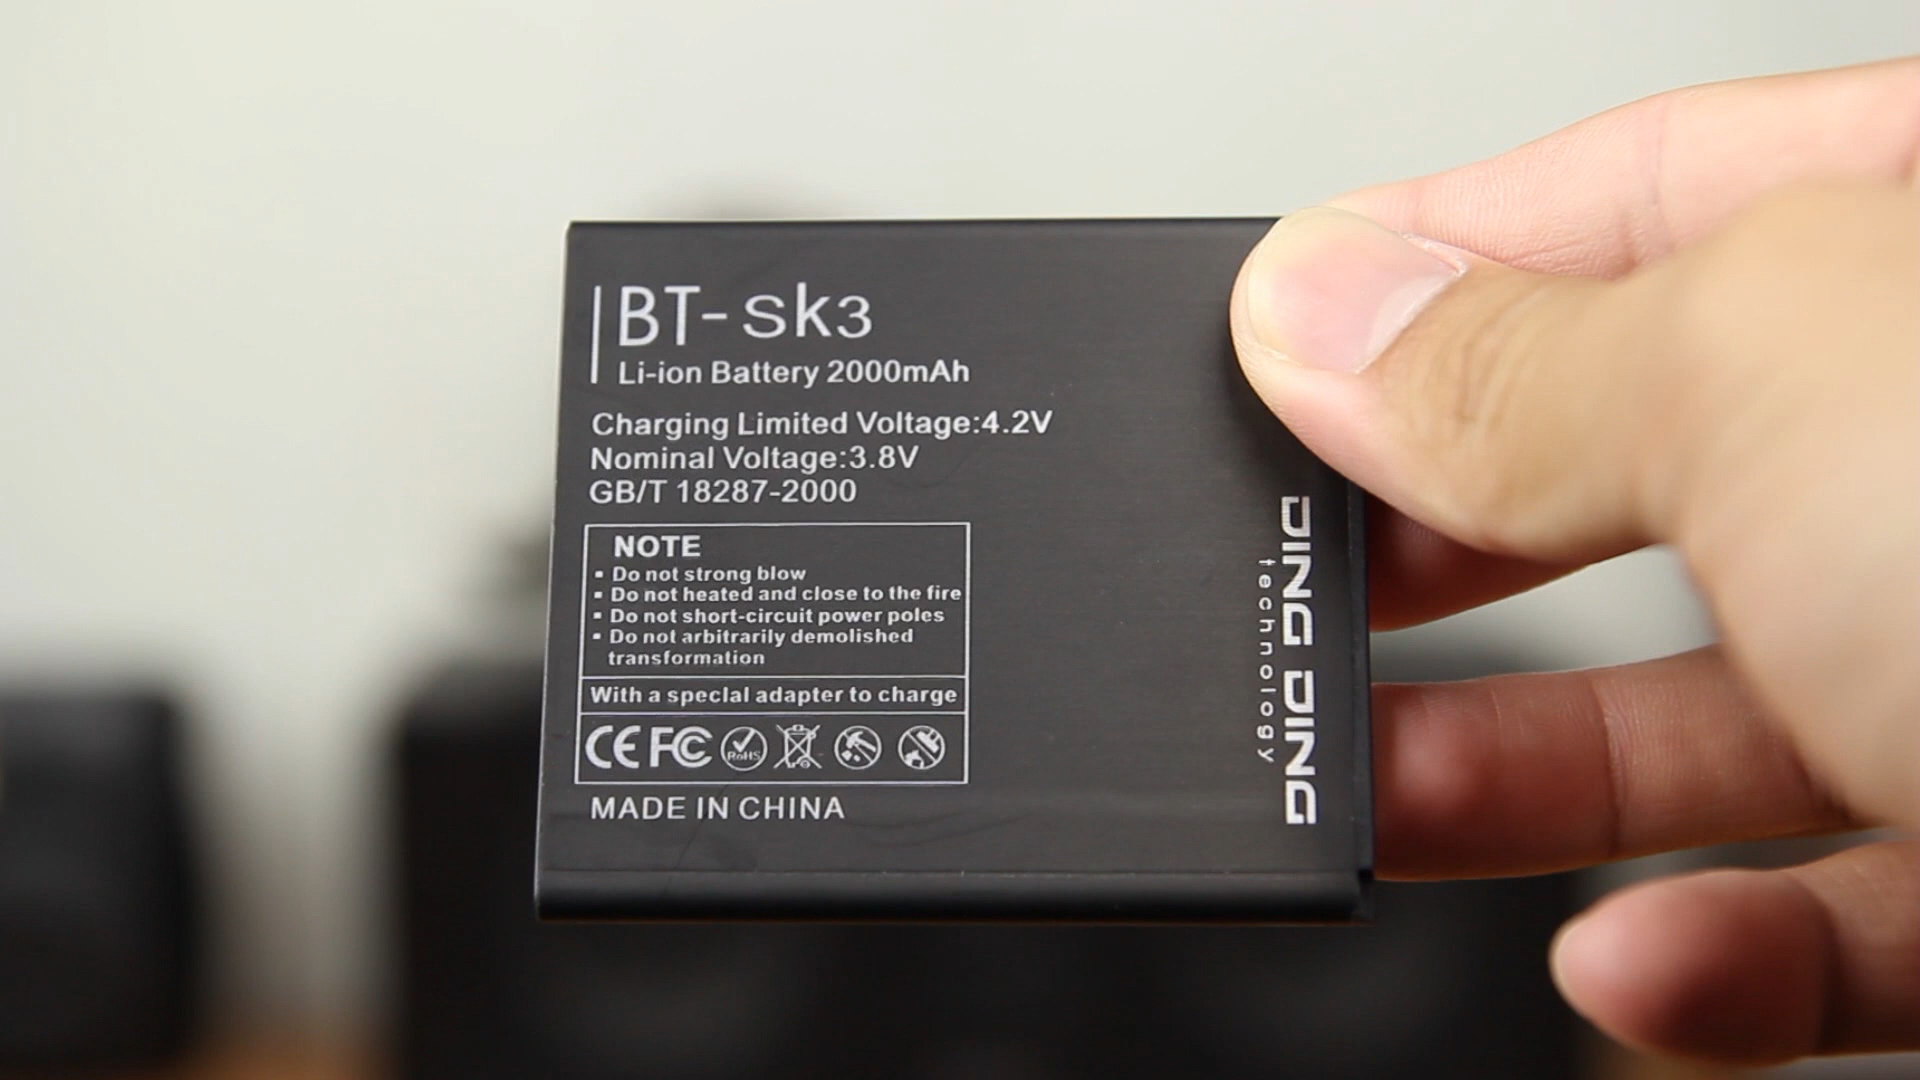 BT-sk3
Li-ion Battery 2000mAh
Charging Limited Voltage:4.2V
Nominal Voltage:3.8V
GB/T 18287-2000
NOTE
▪ Do not strong blow
▪ Do not heated and close to the fire
▪ Do not short-circuit power poles
▪ Do not arbitrarily demolished
transformation
With a speclal adapter to charge
CE FC RoHS
MADE IN CHINA
DING DING
technology